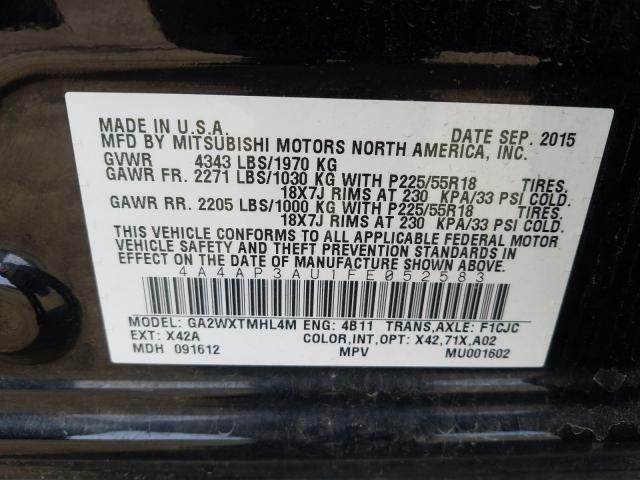 MADE IN U.S.A. DATE SEP. 2015
MFD BY MITSUBISHI MOTORS NORTH AMERICA, INC.
GVWR 4343 LBS/1970 KG
GAWR FR. 2271 LBS/1030 KG WITH P225/55R18 TIRES.
18X7J RIMS AT 230 KPA/33 PSI COLD.
GAWR RR. 2205 LBS/1000 KG WITH P225/55R18 TIRES.
18X7J RIMS AT 230 KPA/33 PSI COLD.
THIS VEHICLE CONFORMS TO ALL APPLICABLE FEDERAL MOTOR
VEHICLE SAFETY AND THEFT PREVENTION STANDARDS IN
EFFECT ON THE DATE OF MANUFACTURE SHOWN ABOVE.
4A4AP3AU1FE052583
MODEL: GA2WXTMHL4M ENG: 4B11 TRANS,AXLE: F1CJC
EXT: X42A COLOR,INT,OPT: X42,71X,A02
MDH 091612 MPV MU001602